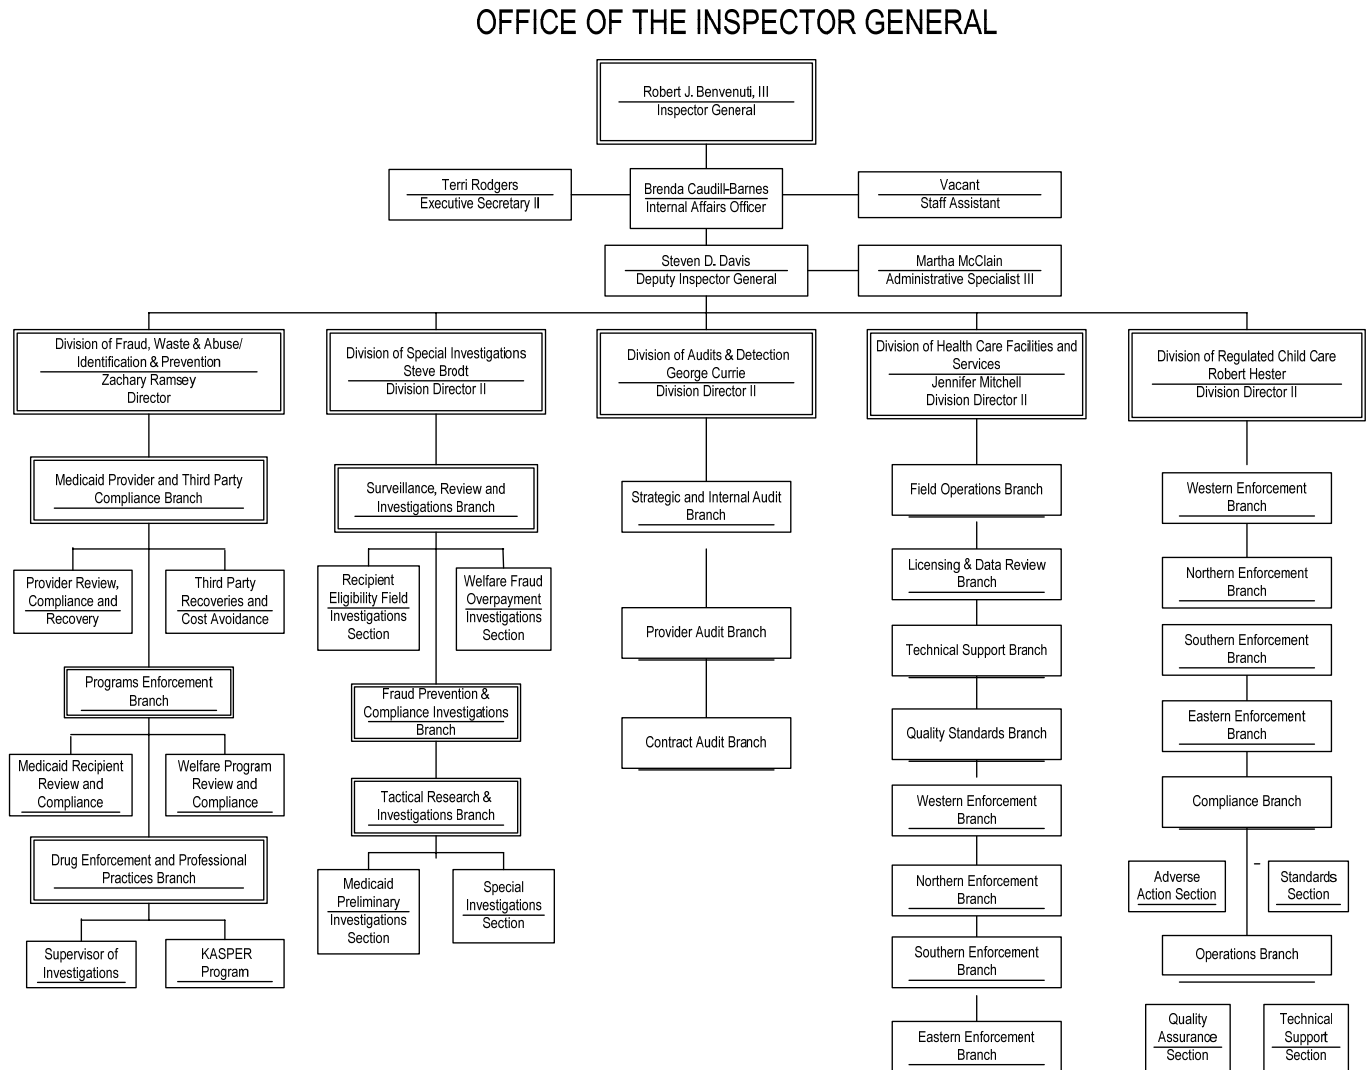 OFFICE OF THE INSPECTOR GENERAL
Robert J. Benvenuti, III
Inspector General
Terri Rodgers
Executive Secretary II
Brenda Caudill-Barnes
Internal Affairs Officer
Vacant
Staff Assistant
Steven D. Davis
Deputy Inspector General
Martha McClain
Administrative Specialist III
Division of Fraud, Waste & Abuse/
Identification & Prevention
Zachary Ramsey
Director
Division of Special Investigations
Steve Brodt
Division Director II
Division of Audits & Detection
George Currie
Division Director II
Division of Health Care Facilities and
Services
Jennifer Mitchell
Division Director II
Division of Regulated Child Care
Robert Hester
Division Director II
Medicaid Provider and Third Party
Compliance Branch
Provider Review,
Compliance and
Recovery
Third Party
Recoveries and
Cost Avoidance
Programs Enforcement
Branch
Medicaid Recipient
Review and
Compliance
Welfare Program
Review and
Compliance
Drug Enforcement and Professional
Practices Branch
Supervisor of
Investigations
KASPER
Program
Surveillance, Review and
Investigations Branch
Recipient
Eligibility Field
Investigations
Section
Welfare Fraud
Overpayment
Investigations
Section
Fraud Prevention &
Compliance Investigations
Branch
Tactical Research &
Investigations Branch
Medicaid
Preliminary
Investigations
Section
Special
Investigations
Section
Strategic and Internal Audit
Branch
Provider Audit Branch
Contract Audit Branch
Field Operations Branch
Licensing & Data Review
Branch
Technical Support Branch
Quality Standards Branch
Western Enforcement
Branch
Northern Enforcement
Branch
Southern Enforcement
Branch
Eastern Enforcement
Branch
Western Enforcement
Branch
Northern Enforcement
Branch
Southern Enforcement
Branch
Eastern Enforcement
Branch
Compliance Branch
Adverse
Action Section
Standards
Section
Operations Branch
Quality
Assurance
Section
Technical
Support
Section